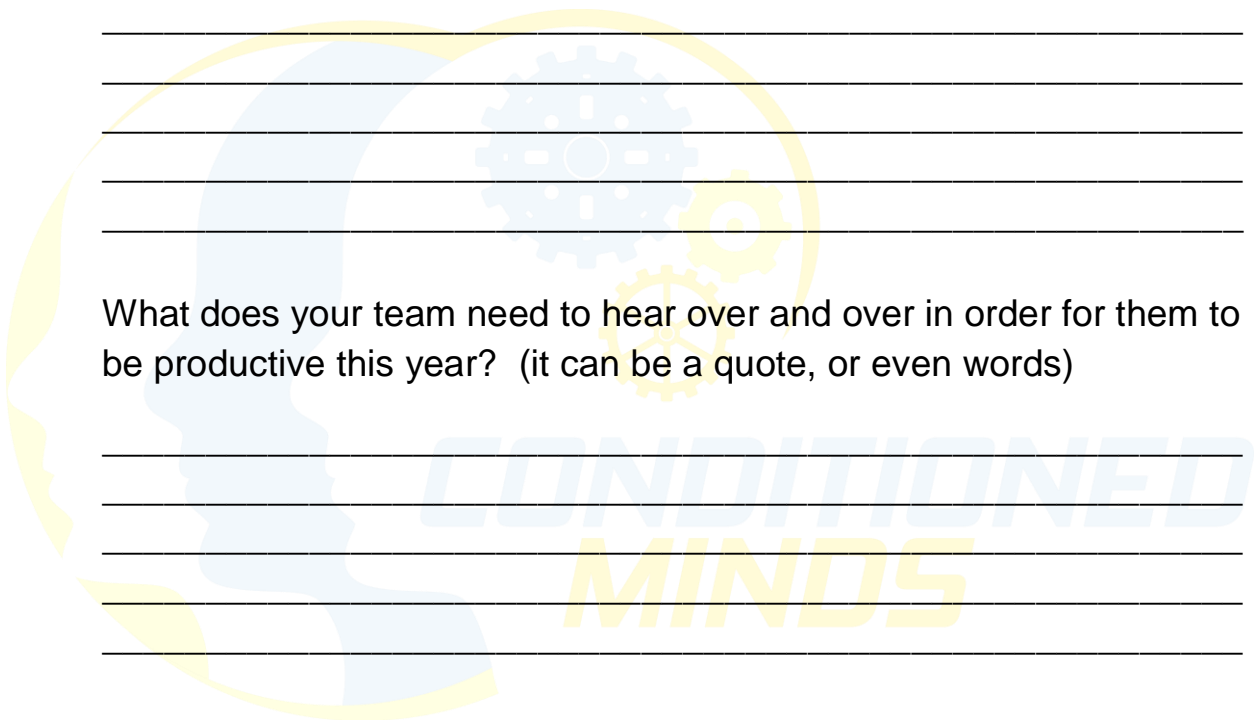 What does your team need to hear over and over in order for them to
be productive this year?  (it can be a quote, or even words)
CONDITIONED
MINDS